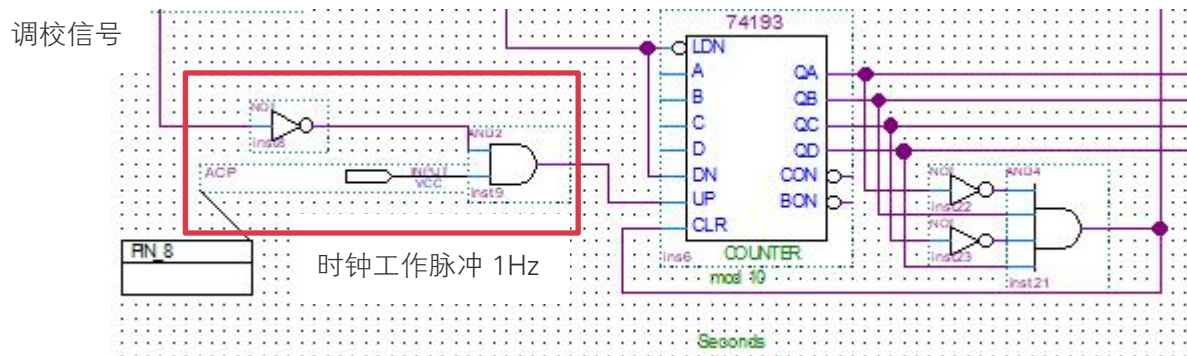 调校信号
74193
LDN
A
QA
B
QB
C
QC
D
QD
DN
CON
UP
BON
CLR
COUNTER
ins6
mod 10
NOT
inst8
AND2
ACP
INPUT
VCC
inst9
PIN_8
时钟工作脉冲 1Hz
NOT
inst22
AND4
NOT
inst23
inst21
Seconds